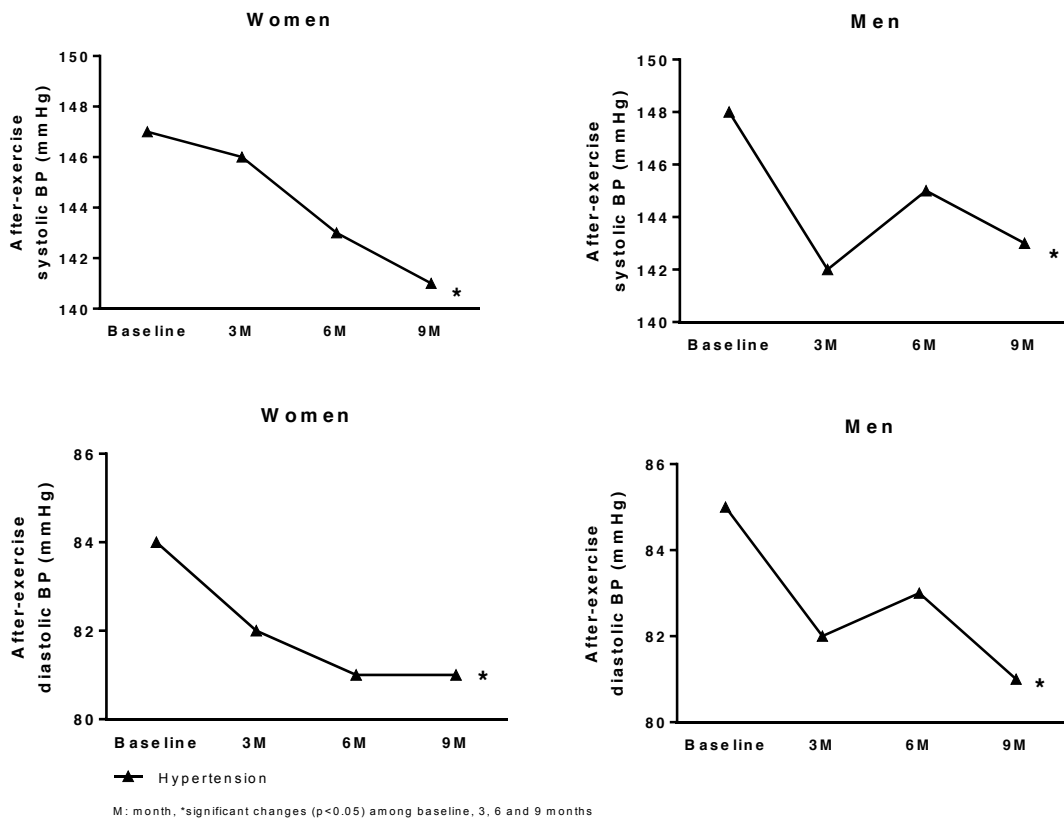 Women
After-exercise
systolic BP (mmHg)
150
148
146
144
142
140
Baseline 3M 6M 9M
*
Men
After-exercise
systolic BP (mmHg)
150
148
146
144
142
140
Baseline 3M 6M 9M
*
Women
After-exercise
diastolic BP (mmHg)
86
84
82
80
Baseline 3M 6M 9M
*
Men
After-exercise
diastolic BP (mmHg)
86
84
82
80
Baseline 3M 6M 9M
*
Hypertension
M: month, *significant changes (p<0.05) among baseline, 3, 6 and 9 months